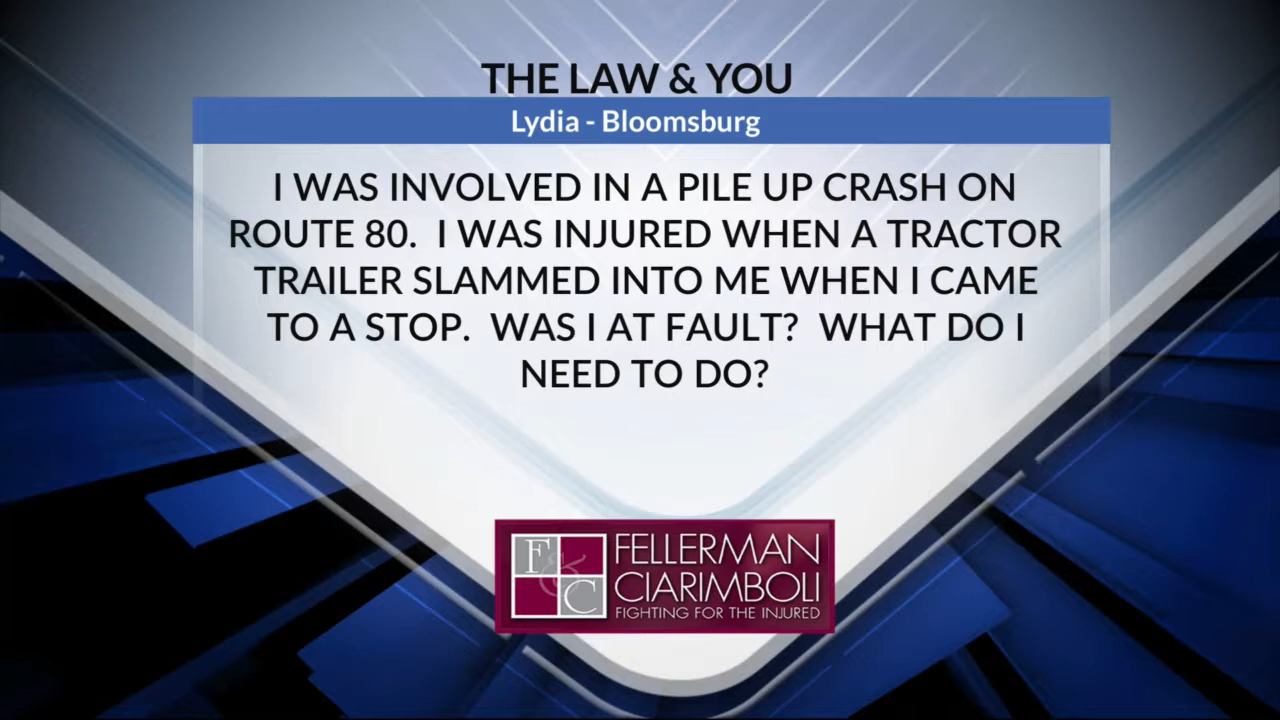 THE LAW & YOU
Lydia - Bloomsburg
I WAS INVOLVED IN A PILE UP CRASH ON
ROUTE 80.  I WAS INJURED WHEN A TRACTOR
TRAILER SLAMMED INTO ME WHEN I CAME
TO A STOP.  WAS I AT FAULT?  WHAT DO I
NEED TO DO?
F&C
FELLERMAN
CIARIMBOLI
FIGHTING FOR THE INJURED